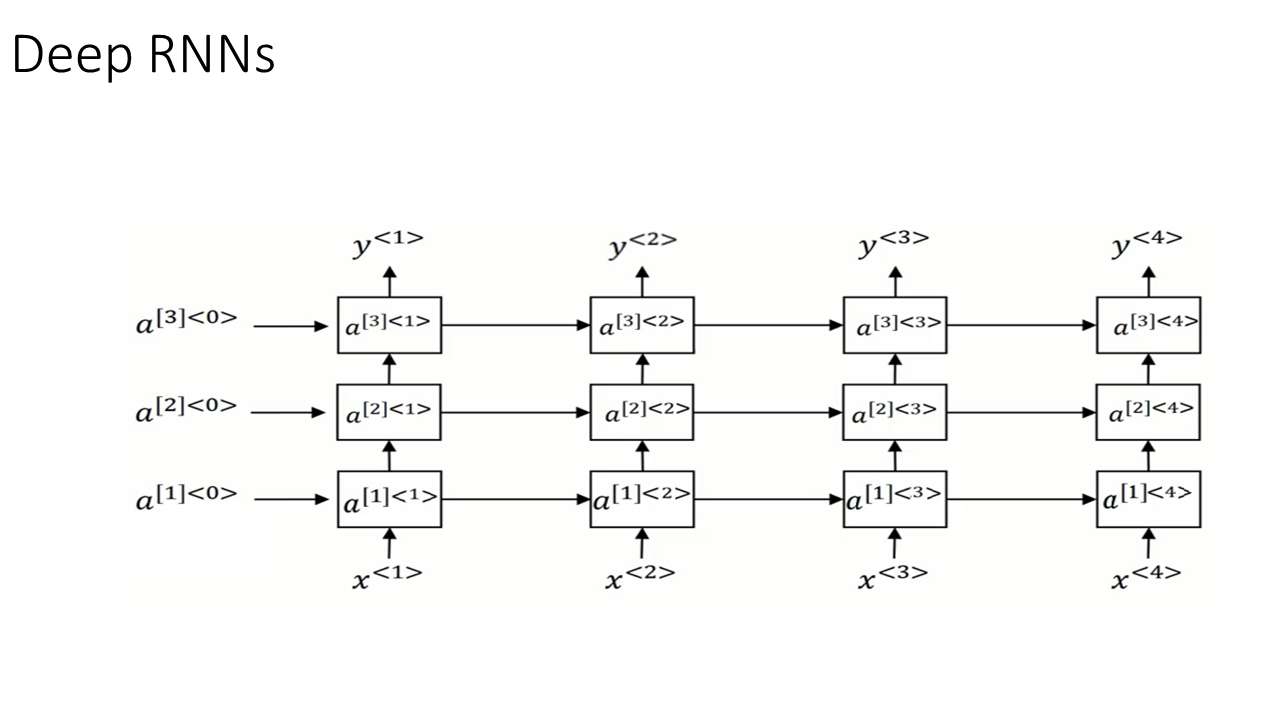 Deep RNNs
y<1> y<2> y<3> y<4>
a[3]<0> a[3]<1> a[3]<2> a[3]<3> a[3]<4>
a[2]<0> a[2]<1> a[2]<2> a[2]<3> a[2]<4>
a[1]<0> a[1]<1> a[1]<2> a[1]<3> a[1]<4>
x<1> x<2> x<3> x<4>